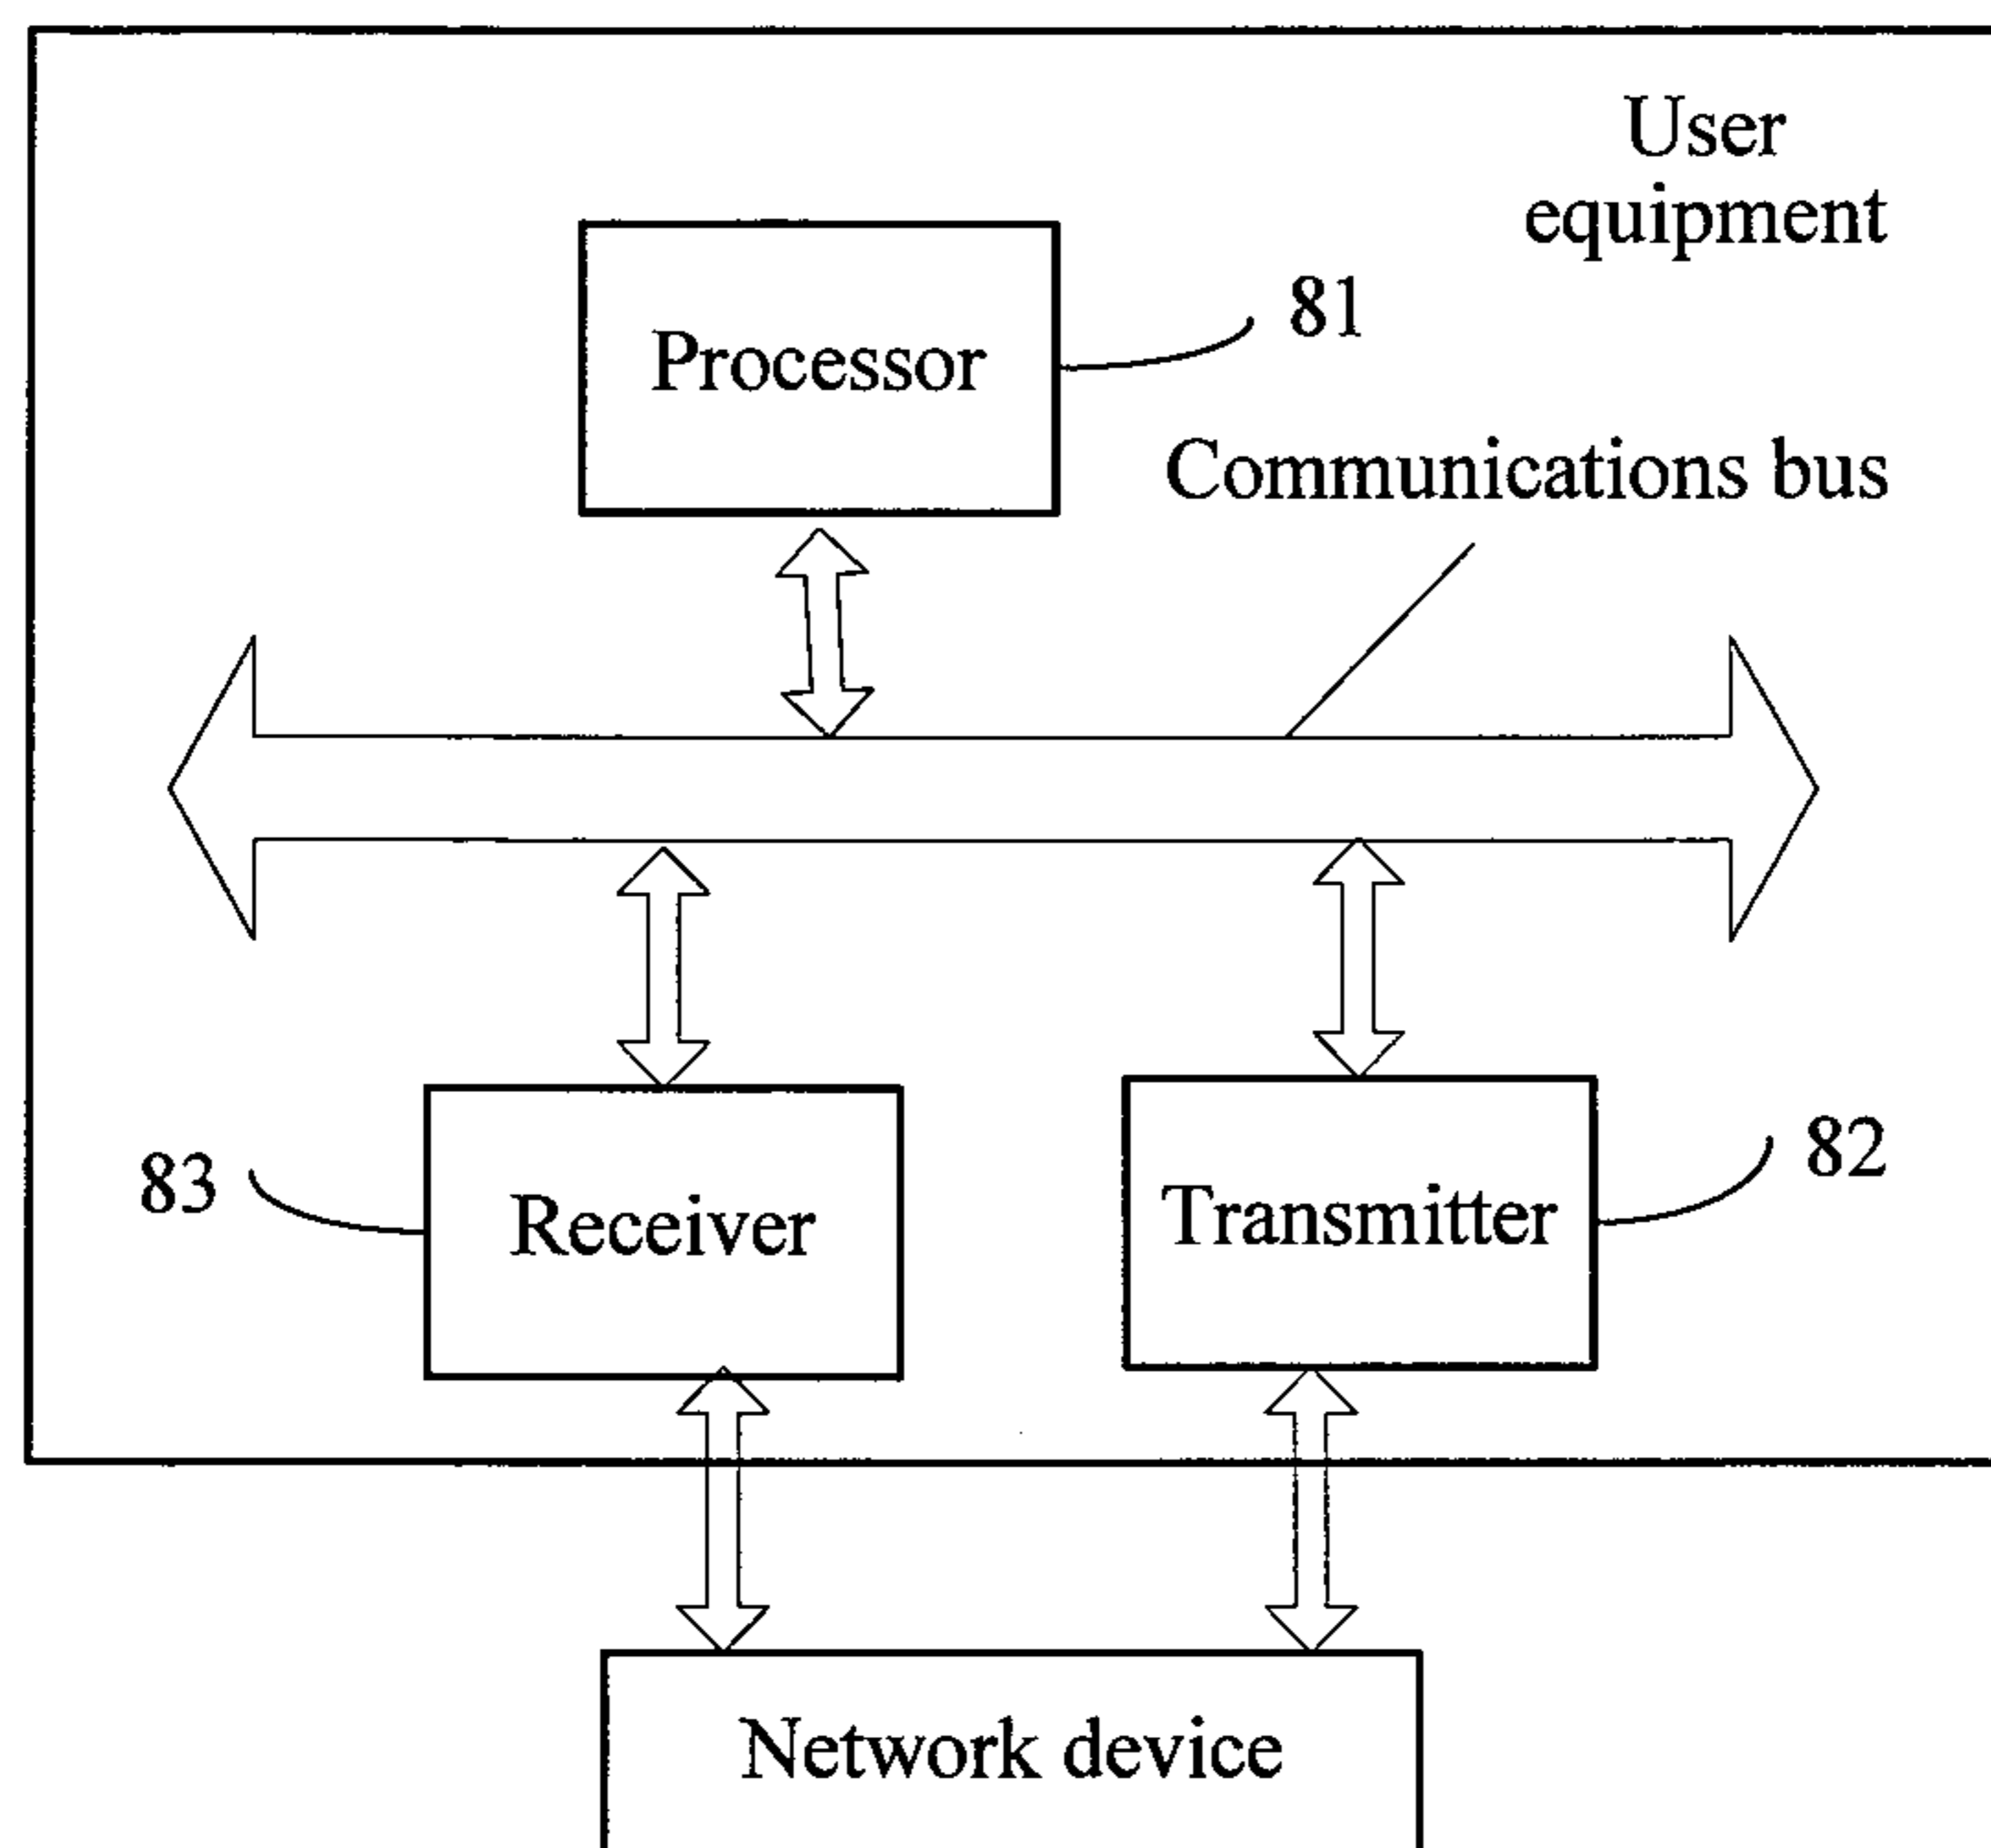 User
equipment
81
Processor
Communications bus
83
Receiver
Transmitter
82
Network device